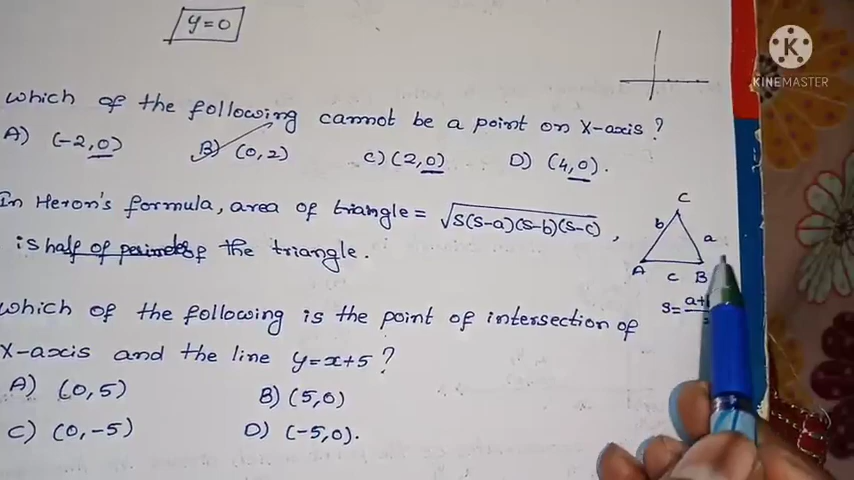 y=0
KINEMASTER
which of the following cannot be a point on X-axis?
A) (-2,0) B) (0,2) C) (2,0) D) (4,0).
In Heron's formula, area of triangle = √S(S-a)(S-b)(S-c),
is half of perimeter of the triangle.
C
b a
A c B
S= a+
which of the following is the point of intersection of
X-axis and the line y=x+5?
A) (0,5) B) (5,0)
C) (0,-5) D) (-5,0).